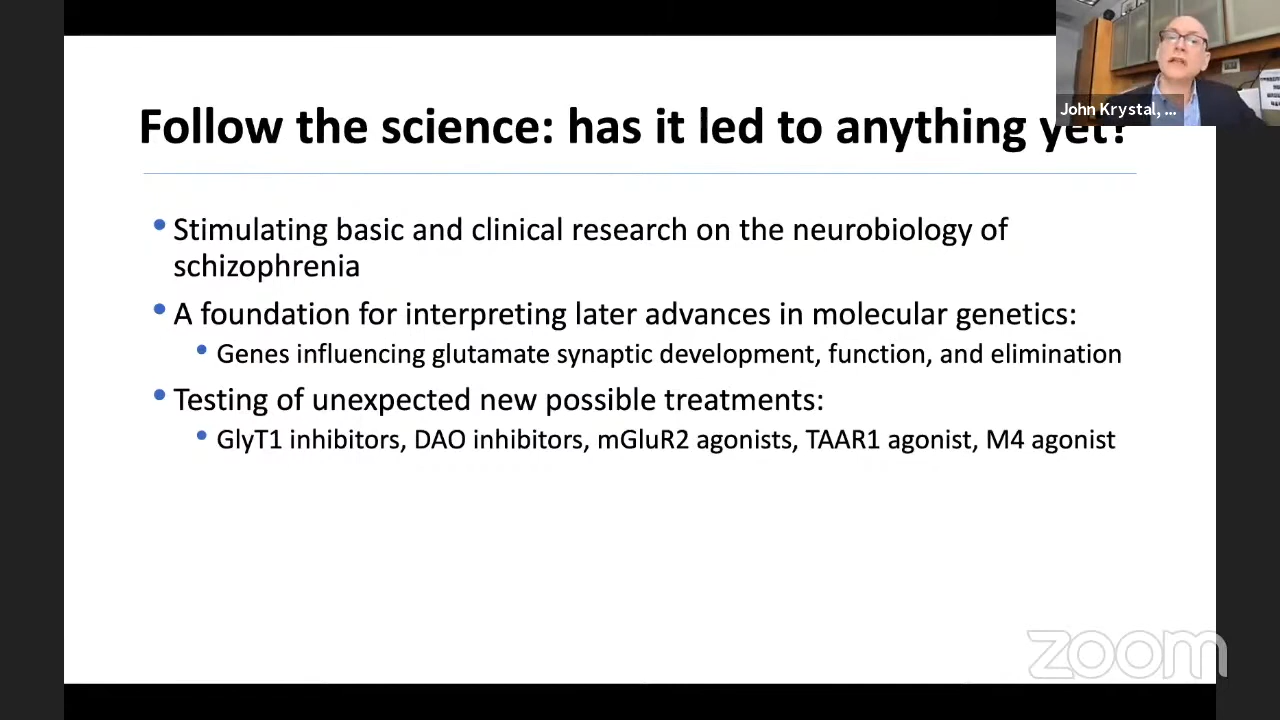 John Krystal, ...
Follow the science: has it led to anything yet?
• Stimulating basic and clinical research on the neurobiology of
schizophrenia
• A foundation for interpreting later advances in molecular genetics:
• Genes influencing glutamate synaptic development, function, and elimination
• Testing of unexpected new possible treatments:
• GlyT1 inhibitors, DAO inhibitors, mGluR2 agonists, TAAR1 agonist, M4 agonist
zoom